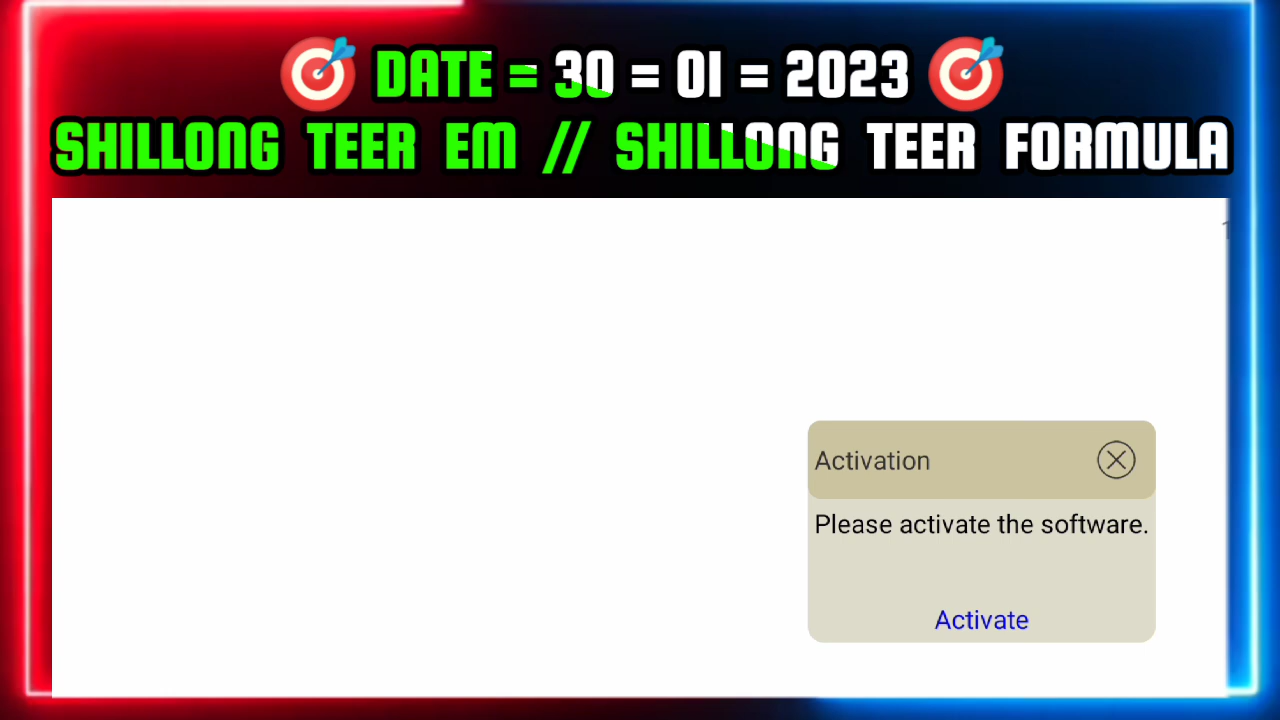 🎯 DATE = 30 = 01 = 2023 🎯
SHILLONG TEER EM // SHILLONG TEER FORMULA
Activation
Please activate the software.
Activate